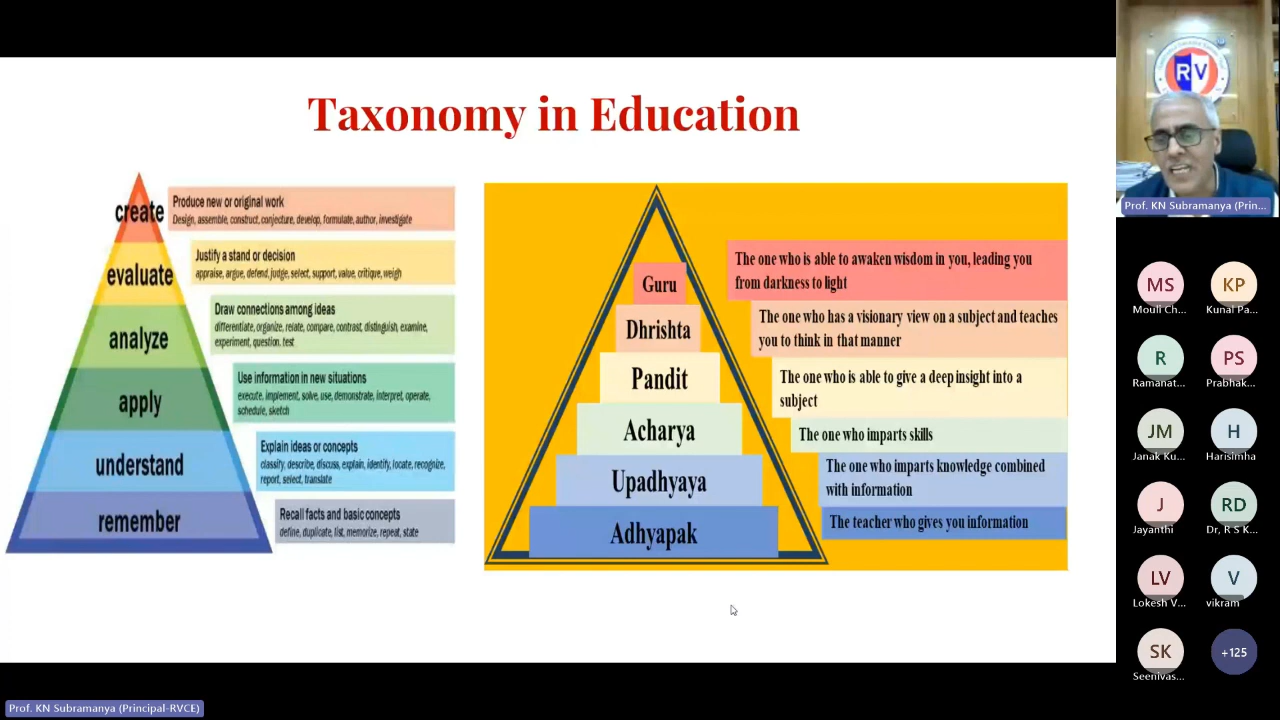 Taxonomy in Education
create
Produce new or original work
Design, assemble, construct, conjecture, develop, formulate, author, investigate
evaluate
Justify a stand or decision
appraise, argue, defend, judge, select, support, value, critique, weigh
analyze
Draw connections among ideas
differentiate, organize, relate, compare, contrast, distinguish, examine,
experiment, question, test
apply
Use information in new situations
execute, implement, solve, use, demonstrate, interpret, operate,
schedule, sketch
understand
Explain ideas or concepts
classify, describe, discuss, explain, identify, locate, recognize,
report, select, translate
remember
Recall facts and basic concepts
define, duplicate, list, memorize, repeat, state
Guru
The one who is able to awaken wisdom in you, leading you
from darkness to light
Dhrishta
The one who has a visionary view on a subject and teaches
you to think in that manner
Pandit
The one who is able to give a deep insight into a
subject
Acharya
The one who imparts skills
Upadhyaya
The one who imparts knowledge combined
with information
Adhyapak
The teacher who gives you information
RV
Prof. KN Subramanya (Prin...
MS
KP
Mouli Ch...
Kunal Pa...
R
PS
Ramanat...
Prabhak...
JM
H
Janak Ku...
Harisimha
J
RD
Jayanthi
Dr, R S K...
LV
V
Lokesh V...
vikram
SK
+125
Seenivas...
Prof. KN Subramanya (Principal-RVCE)